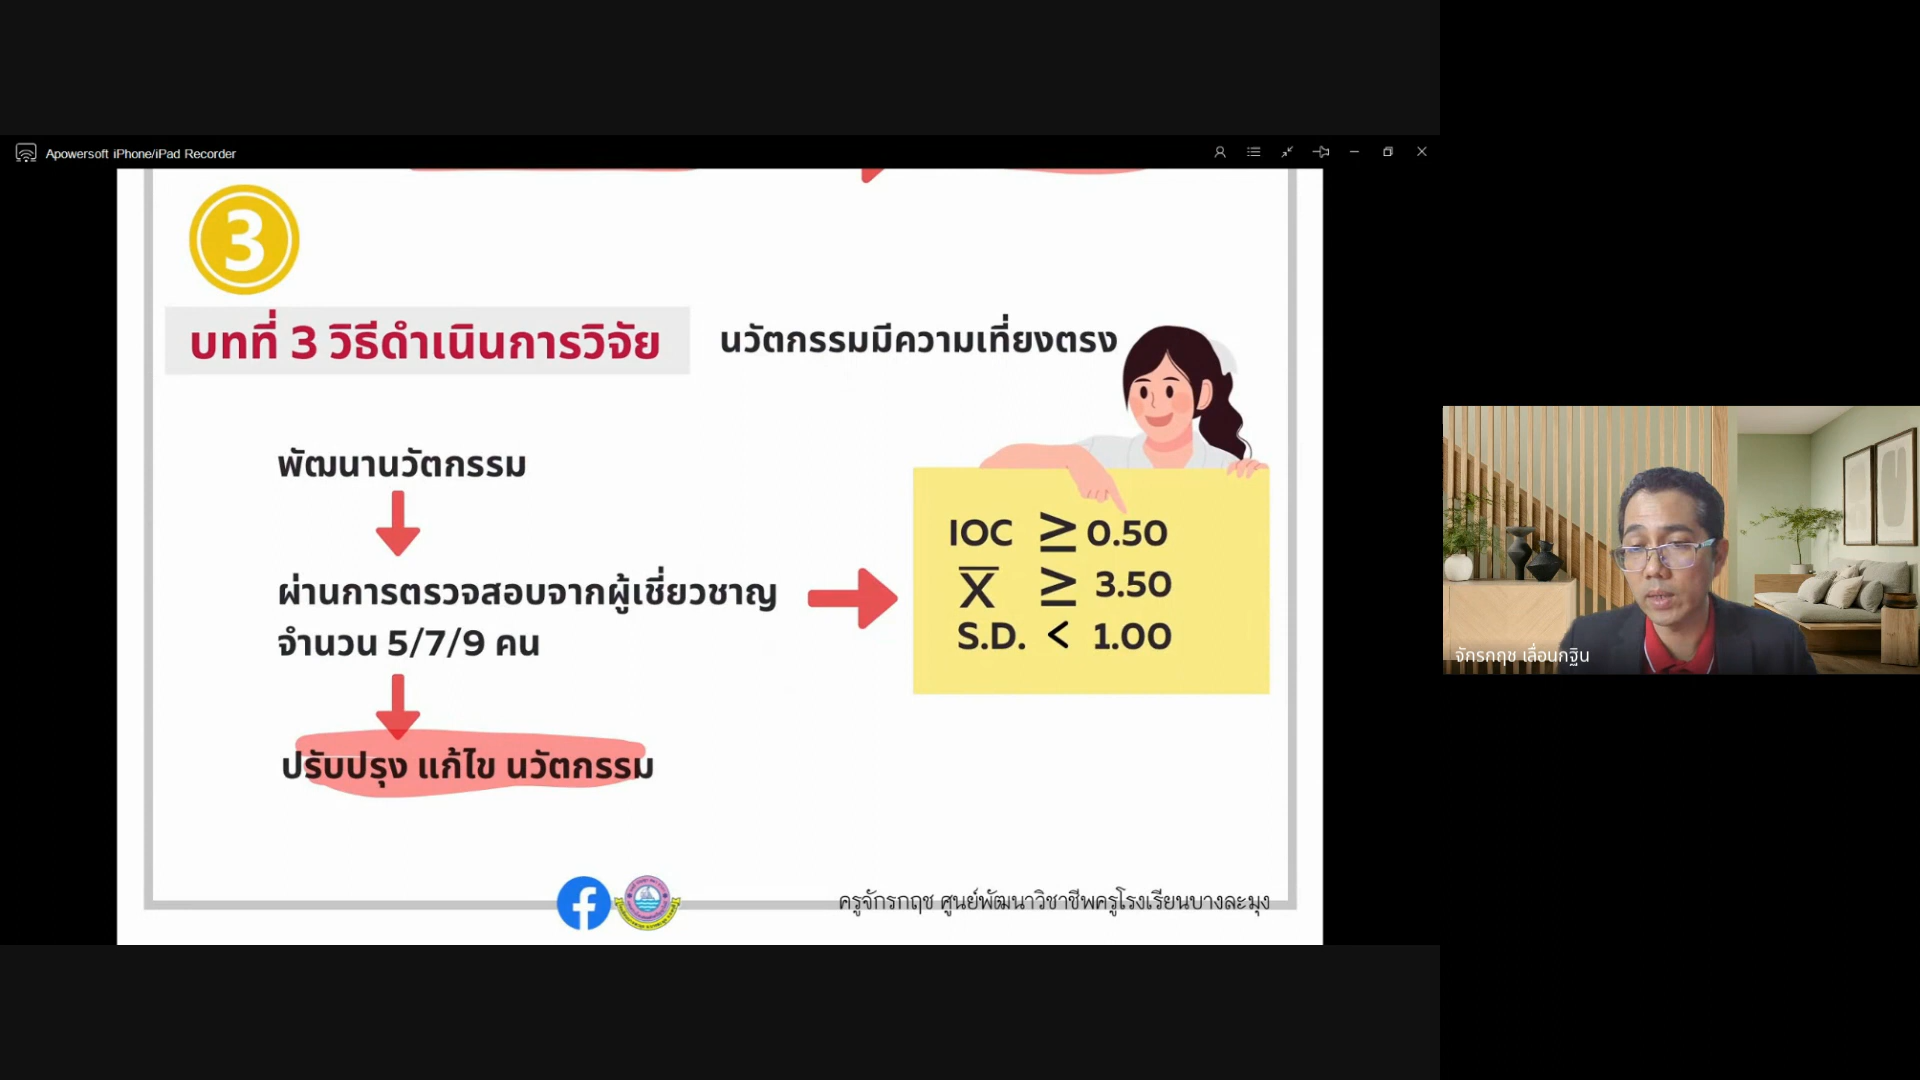 Apowersoft iPhone/iPad Recorder
3
บทที่ 3 วิธีดำเนินการวิจัย
นวัตกรรมมีความเที่ยงตรง
พัฒนานวัตกรรม
ผ่านการตรวจสอบจากผู้เชี่ยวชาญ
จำนวน 5/7/9 คน
ปรับปรุง แก้ไข นวัตกรรม
IOC ≥ 0.50
X̄ ≥ 3.50
S.D. < 1.00
ครูจักรกฤช ศูนย์พัฒนาวิชาชีพครูโรงเรียนบางละมุง
จักรกฤช เลื่อนกฐิน